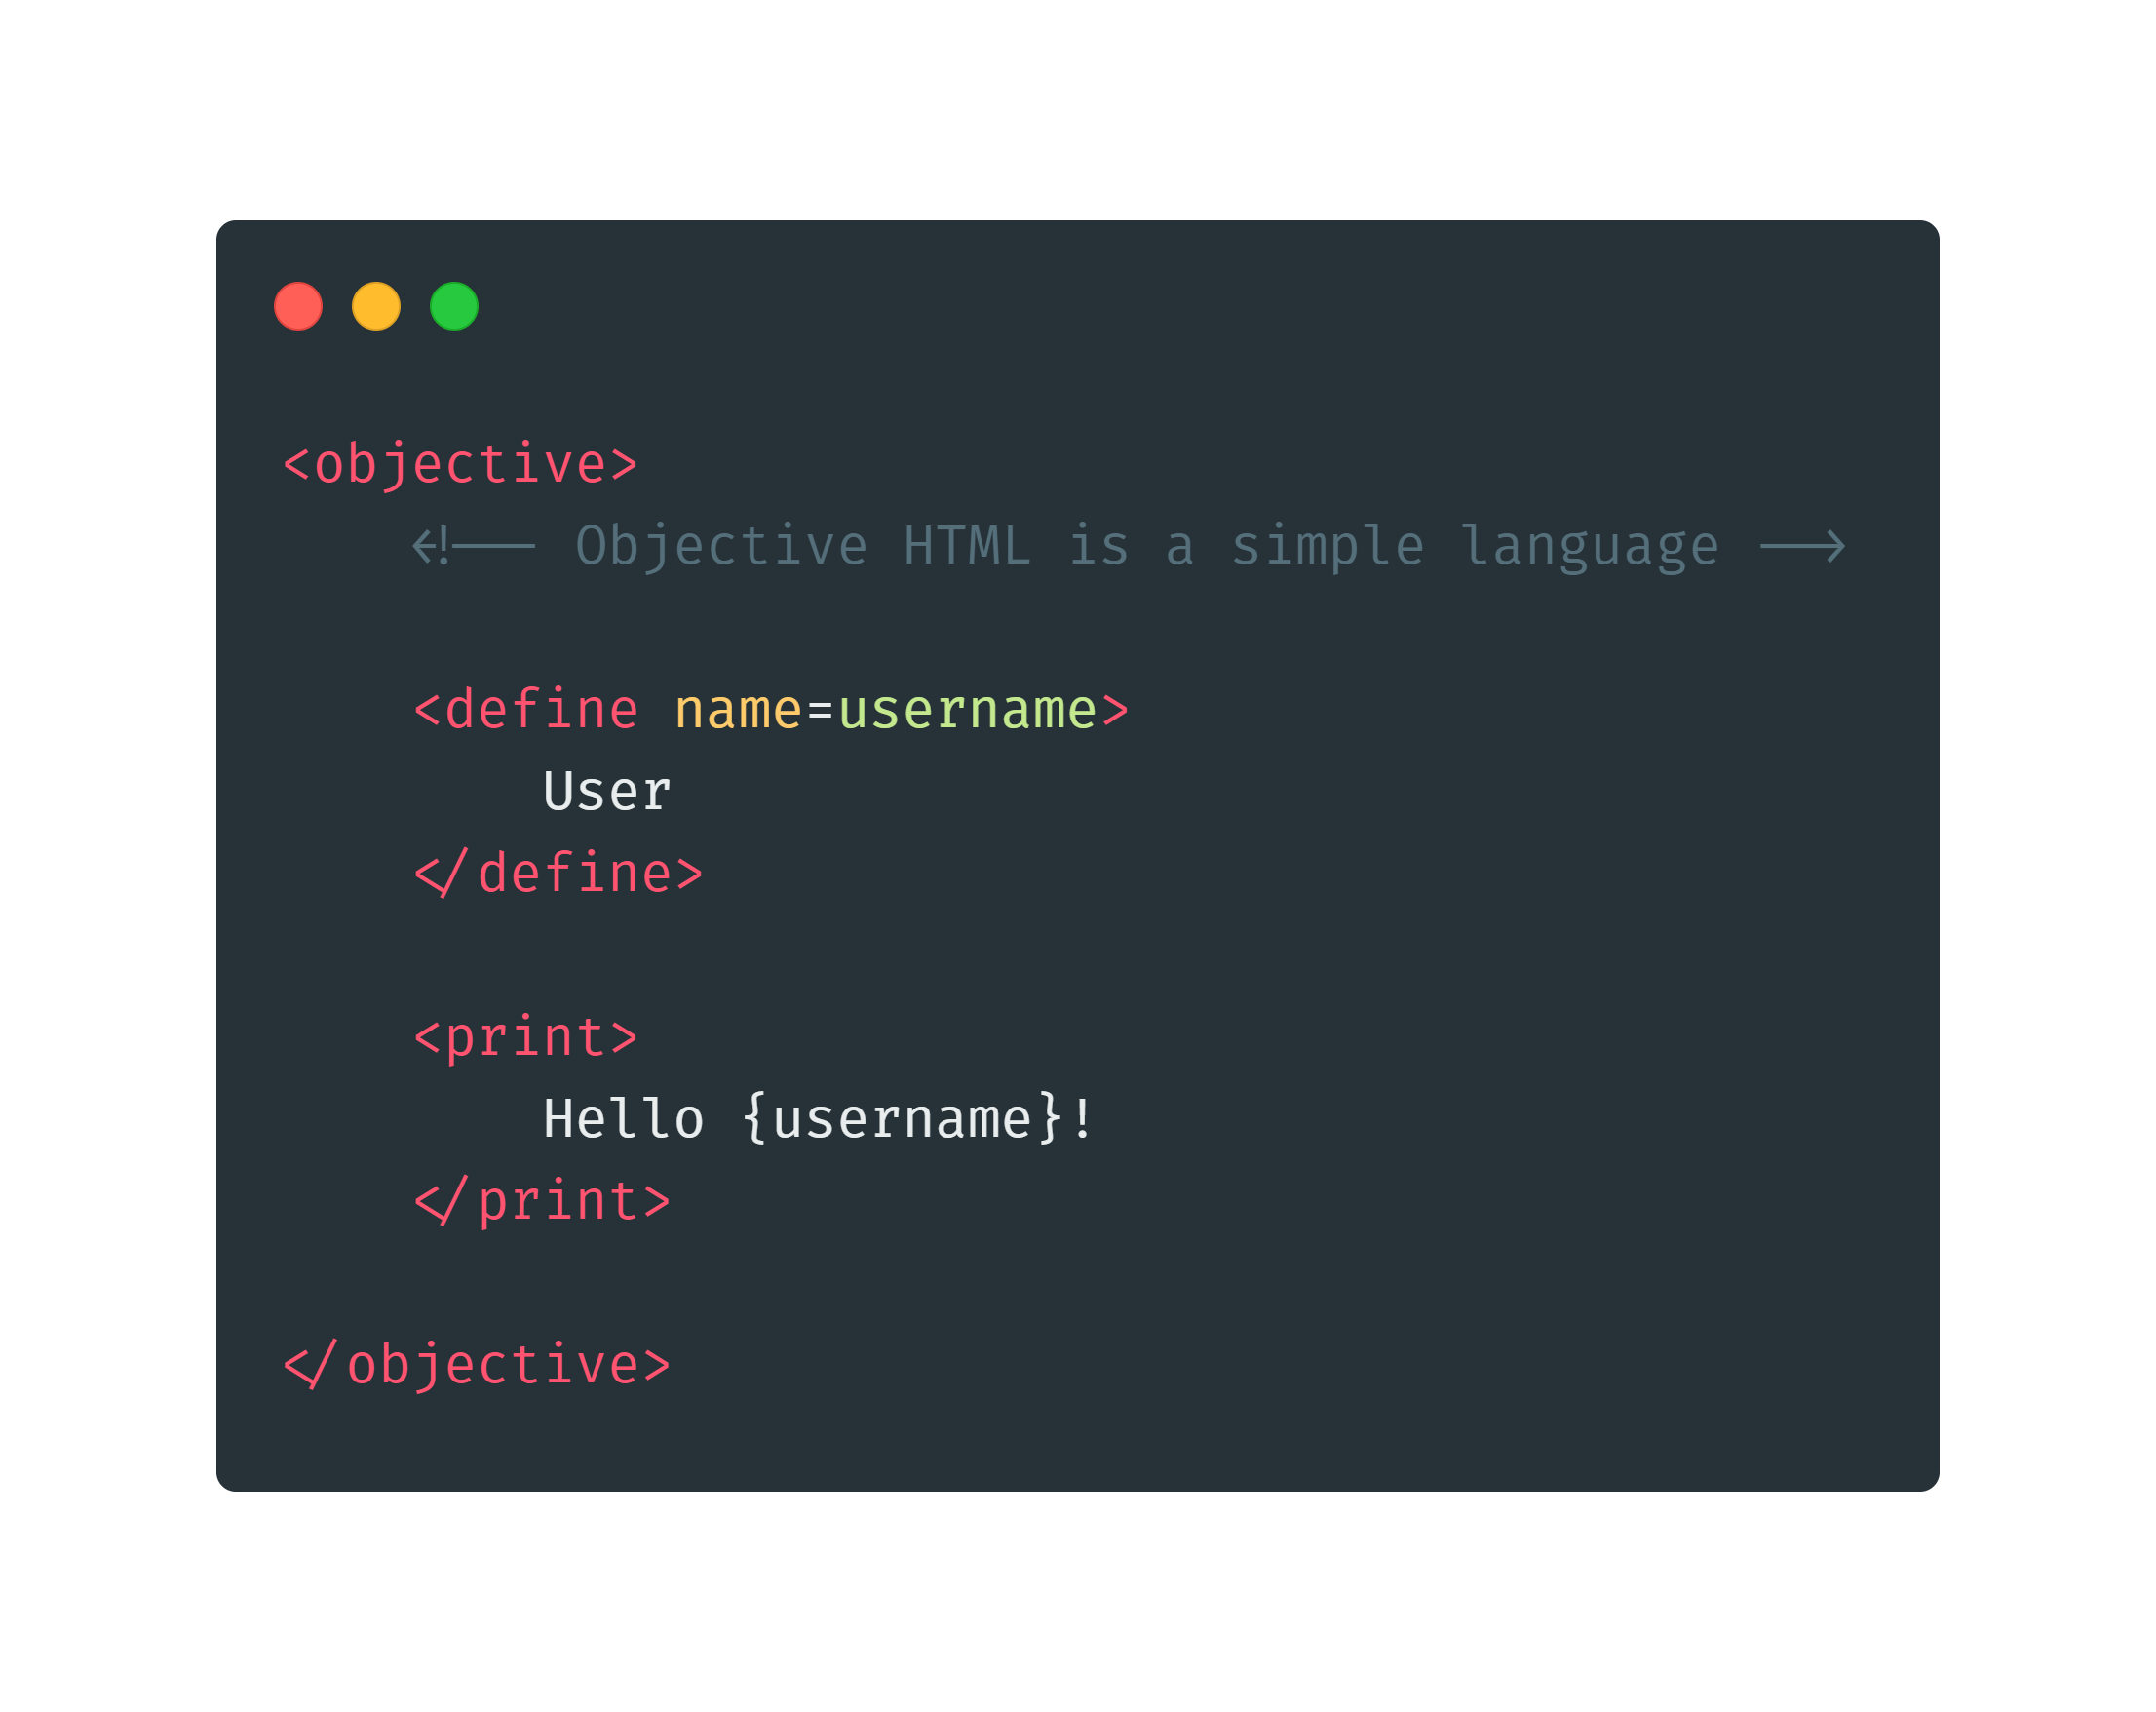 <objective>
<!-- Objective HTML is a simple language -->
<define name=username>
User
</define>
<print>
Hello {username}!
</print>
</objective>